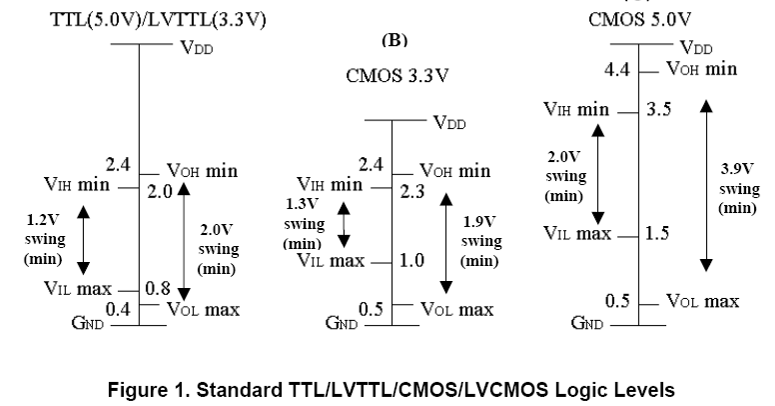 TTL(5.0V)/LVTTL(3.3V)
VDD
2.4
VOH min
VIH min
2.0
1.2V
swing
(min)
2.0V
swing
(min)
VIL max
0.8
0.4
VOL max
GND
(B)
CMOS 3.3V
VDD
2.4
VOH min
VIH min
2.3
1.3V
swing
(min)
1.9V
swing
(min)
VIL max
1.0
0.5
VOL max
GND
CMOS 5.0V
VDD
4.4
VOH min
VIH min
3.5
2.0V
swing
(min)
3.9V
swing
(min)
VIL max
1.5
0.5
VOL max
GND
Figure 1. Standard TTL/LVTTL/CMOS/LVCMOS Logic Levels